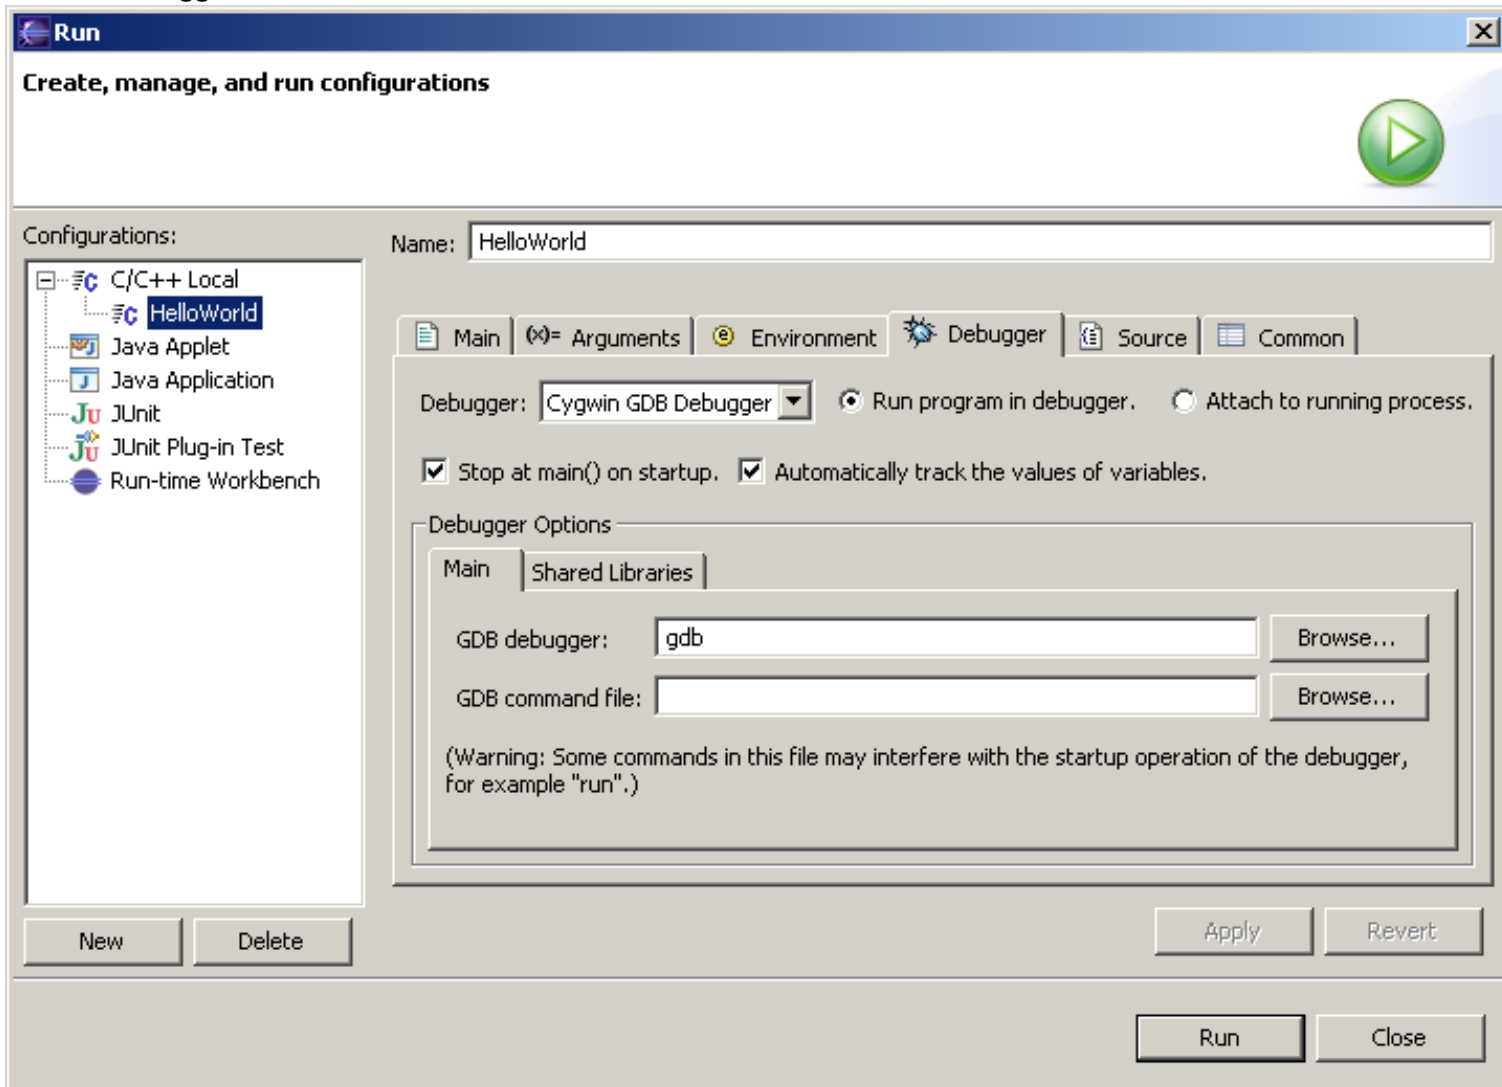 Run
Create, manage, and run configurations
Configurations:
C/C++ Local
HelloWorld
Java Applet
Java Application
JUnit
JUnit Plug-in Test
Run-time Workbench
New Delete
Name: HelloWorld
Main (x)= Arguments Environment Debugger Source Common
Debugger: Cygwin GDB Debugger Run program in debugger. Attach to running process.
Stop at main() on startup. Automatically track the values of variables.
Debugger Options
Main Shared Libraries
GDB debugger: gdb Browse...
GDB command file: Browse...
(Warning: Some commands in this file may interfere with the startup operation of the debugger,
for example "run".)
Apply Revert
Run Close